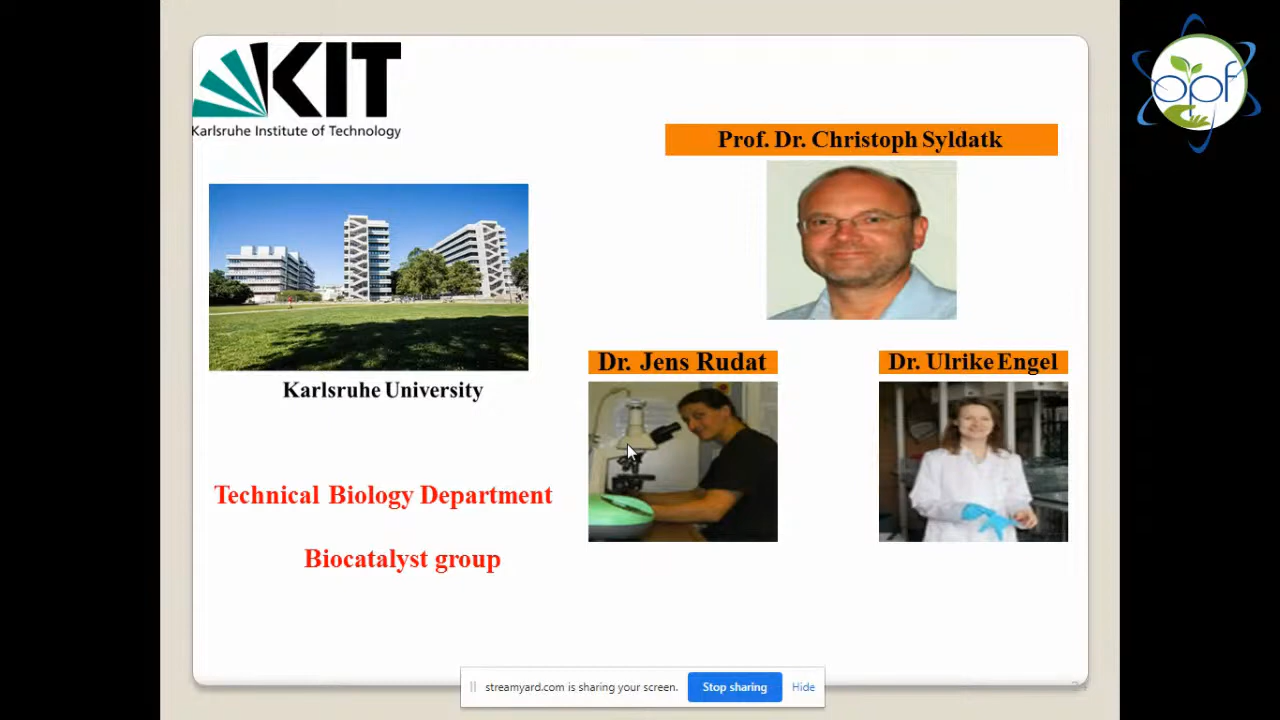 KIT
Karlsruhe Institute of Technology
opf
Prof. Dr. Christoph Syldatk
Karlsruhe University
Dr. Jens Rudat
Dr. Ulrike Engel
Technical Biology Department
Biocatalyst group
streamyard.com is sharing your screen.
Stop sharing
Hide